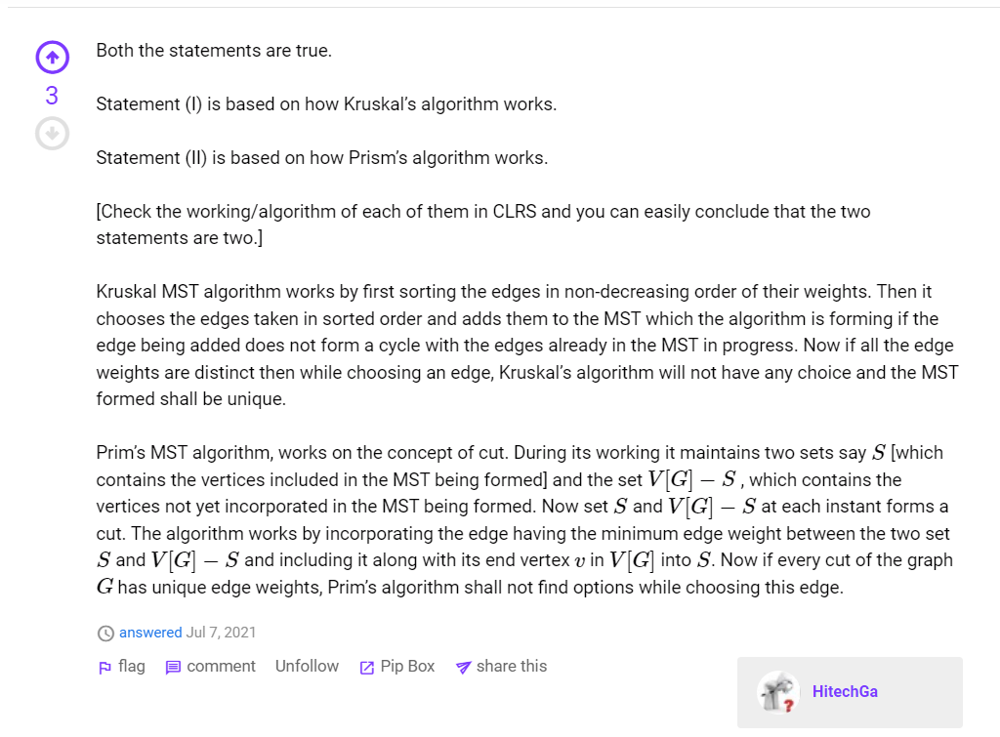 Both the statements are true.
3
Statement (I) is based on how Kruskal's algorithm works.
Statement (II) is based on how Prism's algorithm works.
[Check the working/algorithm of each of them in CLRS and you can easily conclude that the two
statements are two.]
Kruskal MST algorithm works by first sorting the edges in non-decreasing order of their weights. Then it
chooses the edges taken in sorted order and adds them to the MST which the algorithm is forming if the
edge being added does not form a cycle with the edges already in the MST in progress. Now if all the edge
weights are distinct then while choosing an edge, Kruskal's algorithm will not have any choice and the MST
formed shall be unique.
Prim's MST algorithm, works on the concept of cut. During its working it maintains two sets say S [which
contains the vertices included in the MST being formed] and the set V[G] − S , which contains the
vertices not yet incorporated in the MST being formed. Now set S and V[G] − S at each instant forms a
cut. The algorithm works by incorporating the edge having the minimum edge weight between the two set
S and V[G] − S and including it along with its end vertex v in V[G] into S. Now if every cut of the graph
G has unique edge weights, Prim's algorithm shall not find options while choosing this edge.
answered Jul 7, 2021
flag comment Unfollow Pip Box share this
HitechGa